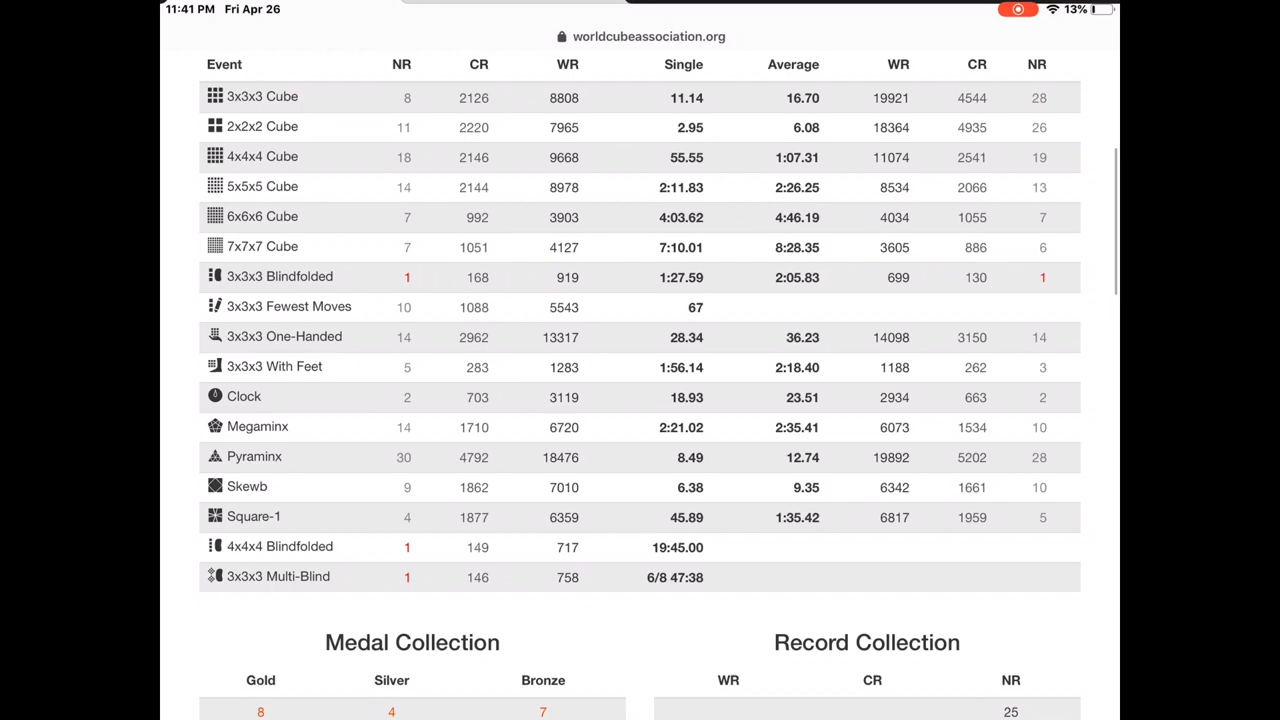 11:41 PM Fri Apr 26 13%
worldcubeassociation.org
Event NR CR WR Single Average WR CR NR
3x3x3 Cube 8 2126 8808 11.14 16.70 19921 4544 28
2x2x2 Cube 11 2220 7965 2.95 6.08 18364 4935 26
4x4x4 Cube 18 2146 9668 55.55 1:07.31 11074 2541 19
5x5x5 Cube 14 2144 8978 2:11.83 2:26.25 8534 2066 13
6x6x6 Cube 7 992 3903 4:03.62 4:46.19 4034 1055 7
7x7x7 Cube 7 1051 4127 7:10.01 8:28.35 3605 886 6
3x3x3 Blindfolded 1 168 919 1:27.59 2:05.83 699 130 1
3x3x3 Fewest Moves 10 1088 5543 67
3x3x3 One-Handed 14 2962 13317 28.34 36.23 14098 3150 14
3x3x3 With Feet 5 283 1283 1:56.14 2:18.40 1188 262 3
Clock 2 703 3119 18.93 23.51 2934 663 2
Megaminx 14 1710 6720 2:21.02 2:35.41 6073 1534 10
Pyraminx 30 4792 18476 8.49 12.74 19892 5202 28
Skewb 9 1862 7010 6.38 9.35 6342 1661 10
Square-1 4 1877 6359 45.89 1:35.42 6817 1959 5
4x4x4 Blindfolded 1 149 717 19:45.00
3x3x3 Multi-Blind 1 146 758 6/8 47:38
Medal Collection Record Collection
Gold Silver Bronze WR CR NR
8 4 7 25